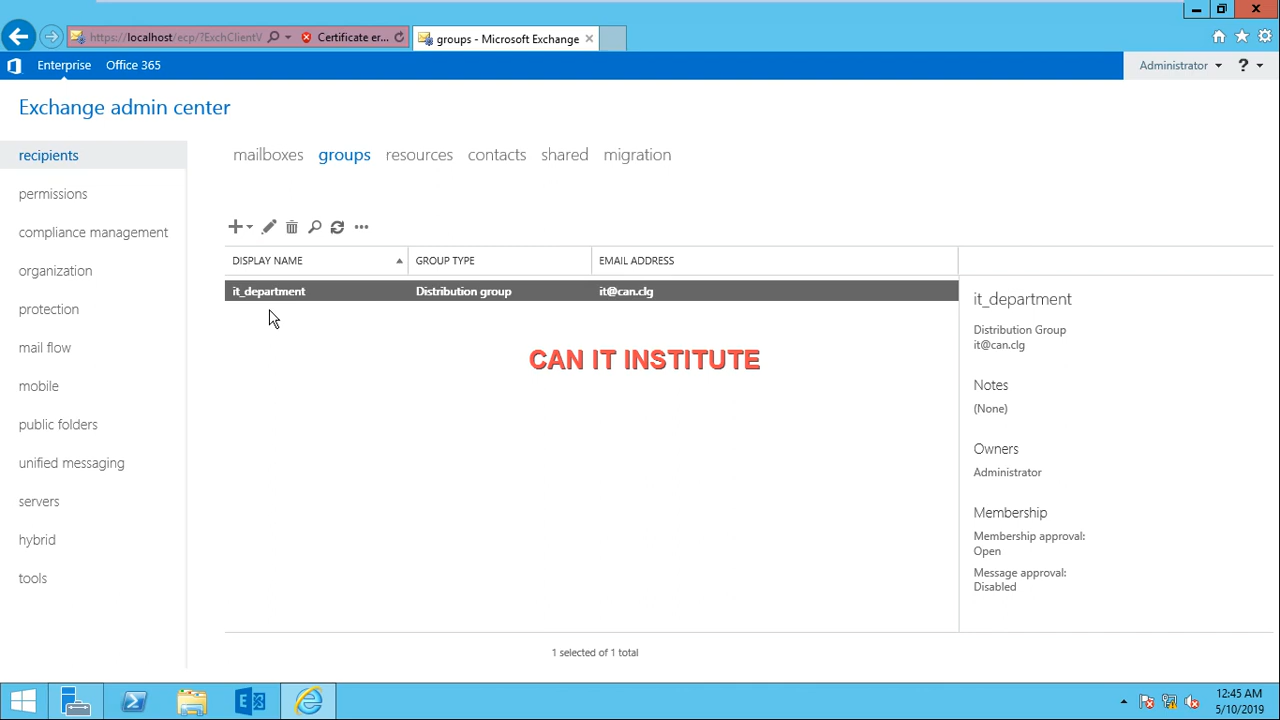 https://localhost/ecp/?ExchClientV
Certificate er...
groups - Microsoft Exchange
Enterprise
Office 365
Administrator
?
Exchange admin center
recipients
permissions
compliance management
organization
protection
mail flow
mobile
public folders
unified messaging
servers
hybrid
tools
mailboxes
groups
resources
contacts
shared
migration
DISPLAY NAME
GROUP TYPE
EMAIL ADDRESS
it_department
Distribution group
it@can.clg
CAN IT INSTITUTE
it_department
Distribution Group
it@can.clg
Notes
(None)
Owners
Administrator
Membership
Membership approval:
Open
Message approval:
Disabled
1 selected of 1 total
12:45 AM
5/10/2019